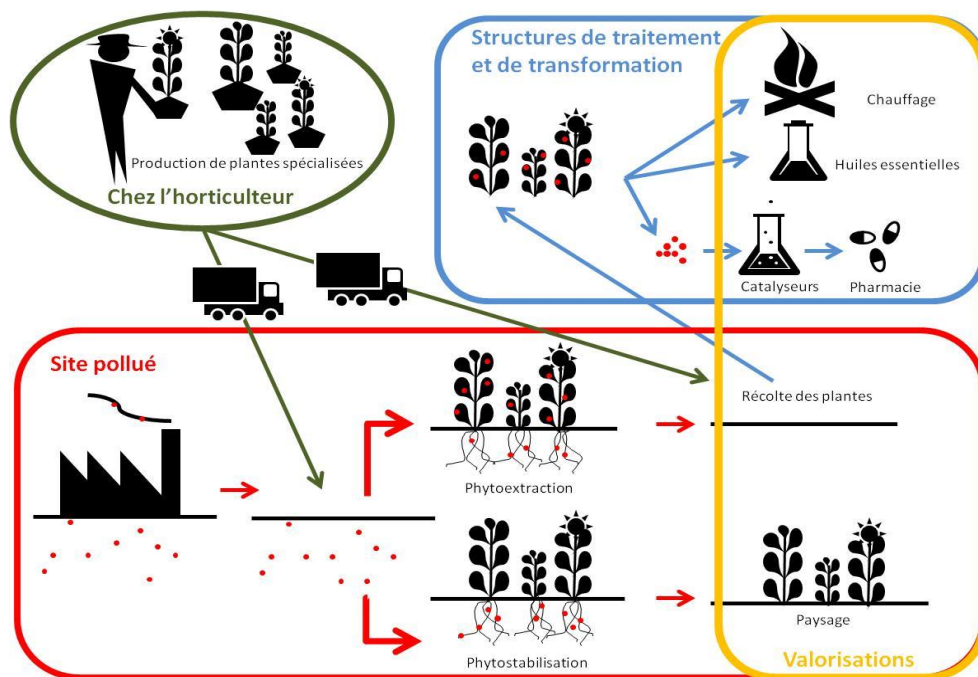 Production de plantes spécialisées
Chez l'horticulteur
Structures de traitement
et de transformation
Chauffage
Huiles essentielles
Catalyseurs
Pharmacie
Site pollué
Récolte des plantes
Phytoextraction
Phytostabilisation
Paysage
Valorisations